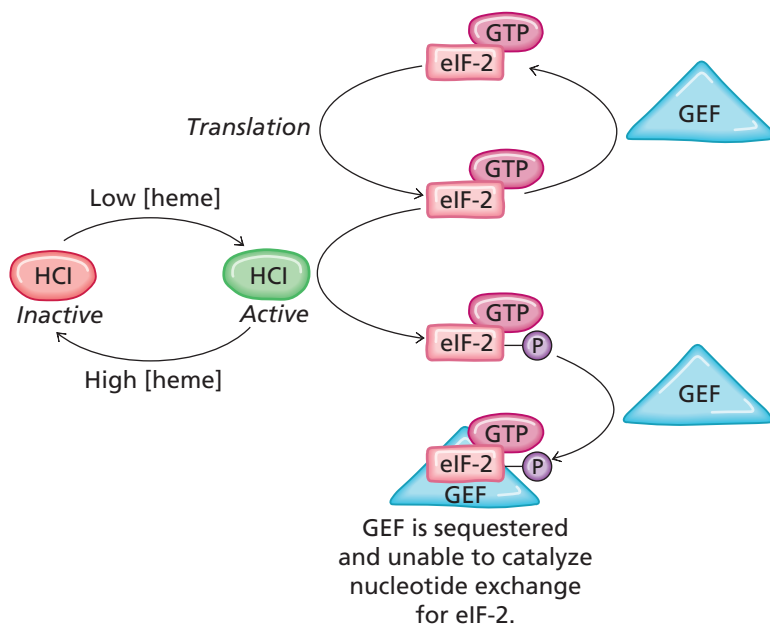 GTP
eIF-2
GEF
Translation
GTP
eIF-2
Low [heme]
HCI
Inactive
HCI
Active
High [heme]
GTP
eIF-2
P
GEF
GTP
eIF-2
P
GEF
GEF is sequestered
and unable to catalyze
nucleotide exchange
for eIF-2.